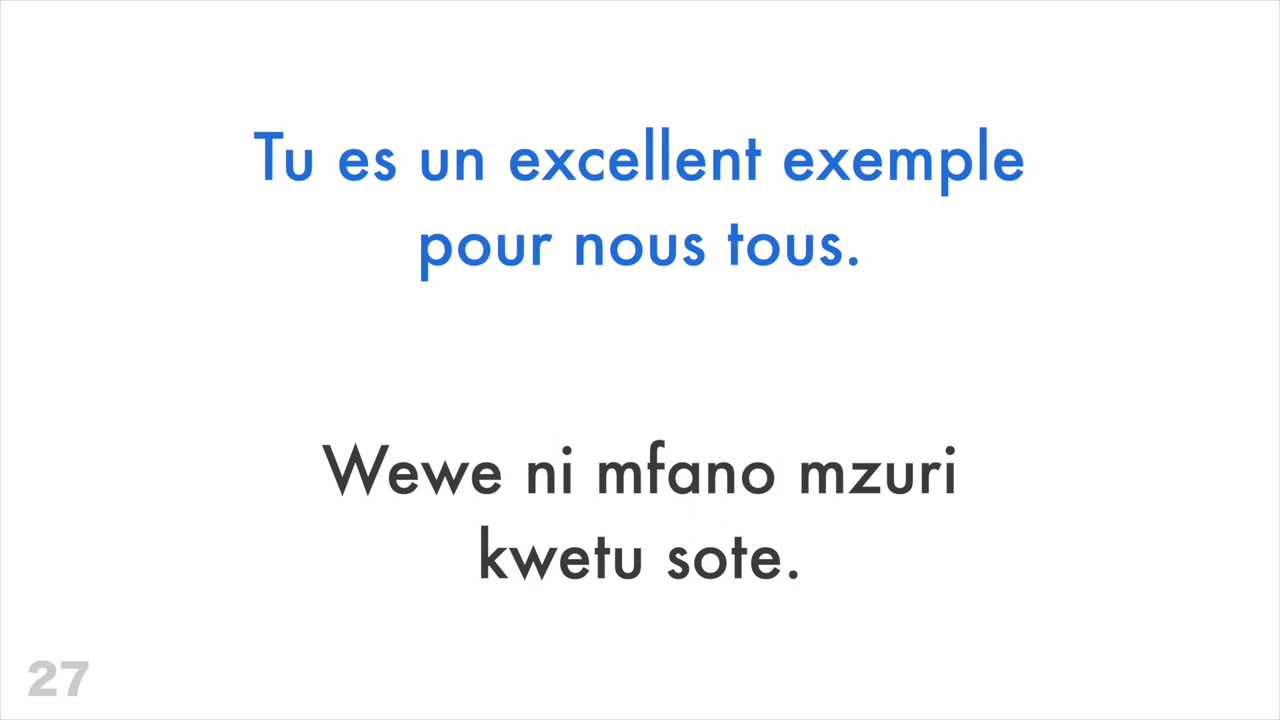 Tu es un excellent exemple
pour nous tous.
Wewe ni mfano mzuri
kwetu sote.
27